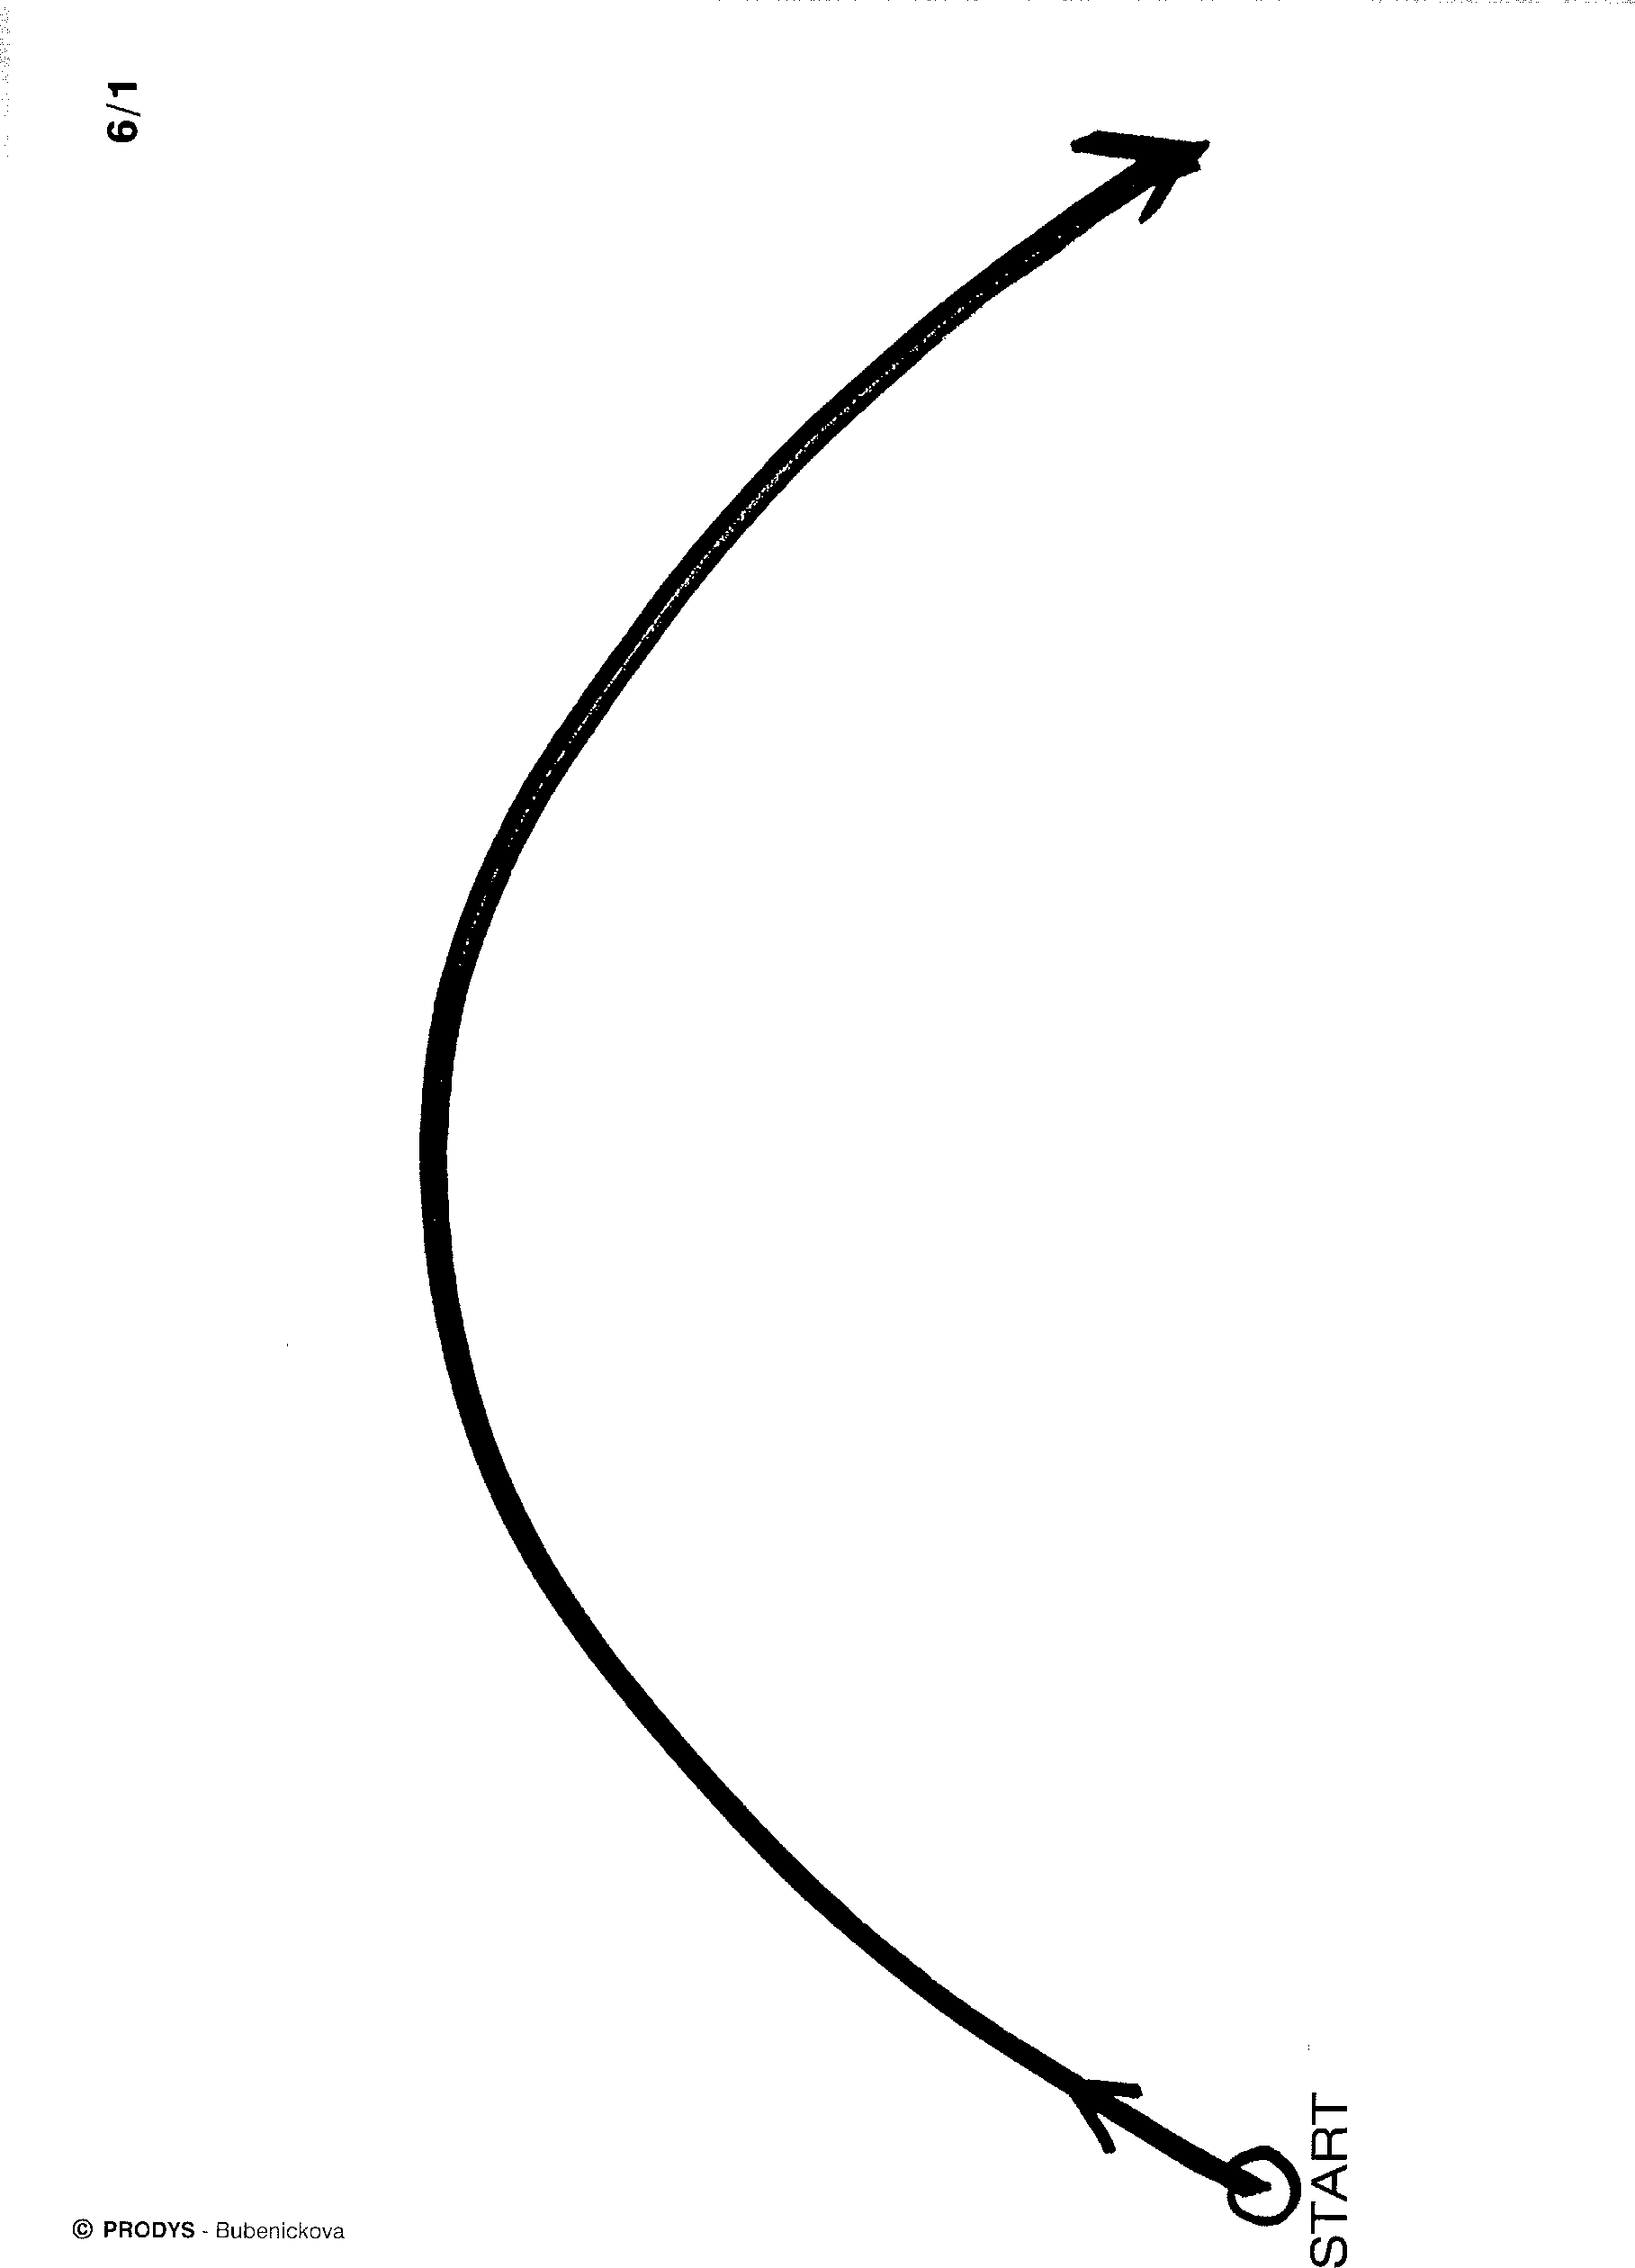 6/1
START
© PRODYS - Bubenickova